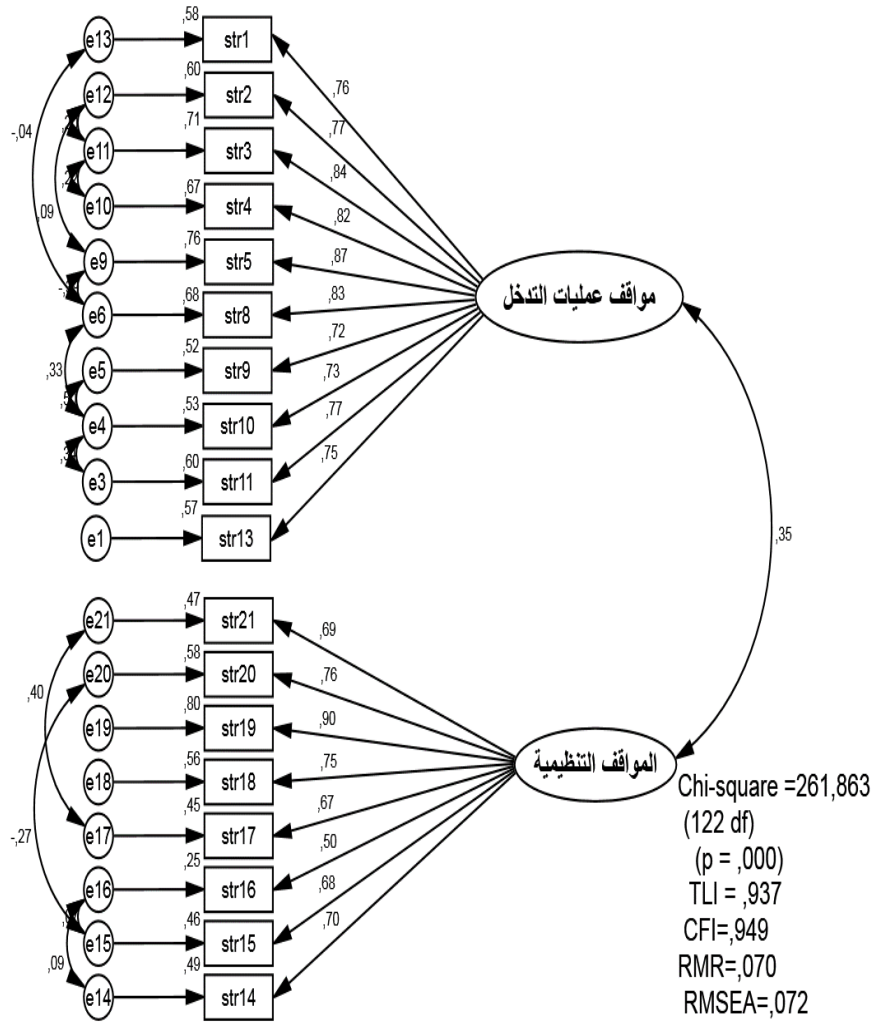 e13 ,58 str1 ,76
e12 ,60 str2 ,77
e11 ,71 str3 ,84
-,04
e10 ,67 str4 ,82
,09
e9 ,76 str5 ,87
مواقف عمليات التدخل
e6 ,68 str8 ,83
,33
e5 ,52 str9 ,72
e4 ,53 str10 ,73
e3 ,60 str11 ,77
e1 ,57 str13 ,75
,35
e21 ,47 str21 ,69
e20 ,58 str20 ,76
,40
e19 ,80 str19 ,90
المواقف التنظيمية
e18 ,56 str18 ,75
e17 ,45 str17 ,67
-,27
e16 ,25 str16 ,50
e15 ,46 str15 ,68
,09
e14 ,49 str14 ,70
Chi-square =261,863
(122 df)
(p = ,000)
TLI = ,937
CFI=,949
RMR=,070
RMSEA=,072